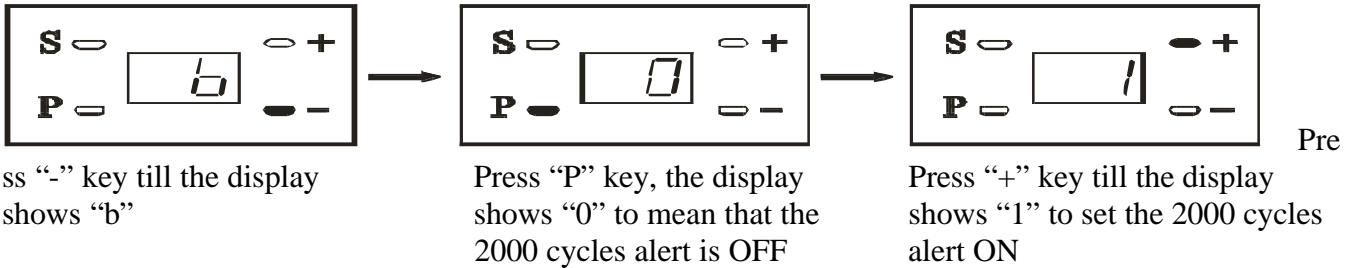 S +
b
P -
S +
0
P -
S +
1
P -
Pre
ss “-” key till the display
shows “b”
Press “P” key, the display
shows “0” to mean that the
2000 cycles alert is OFF
Press “+” key till the display
shows “1” to set the 2000 cycles
alert ON